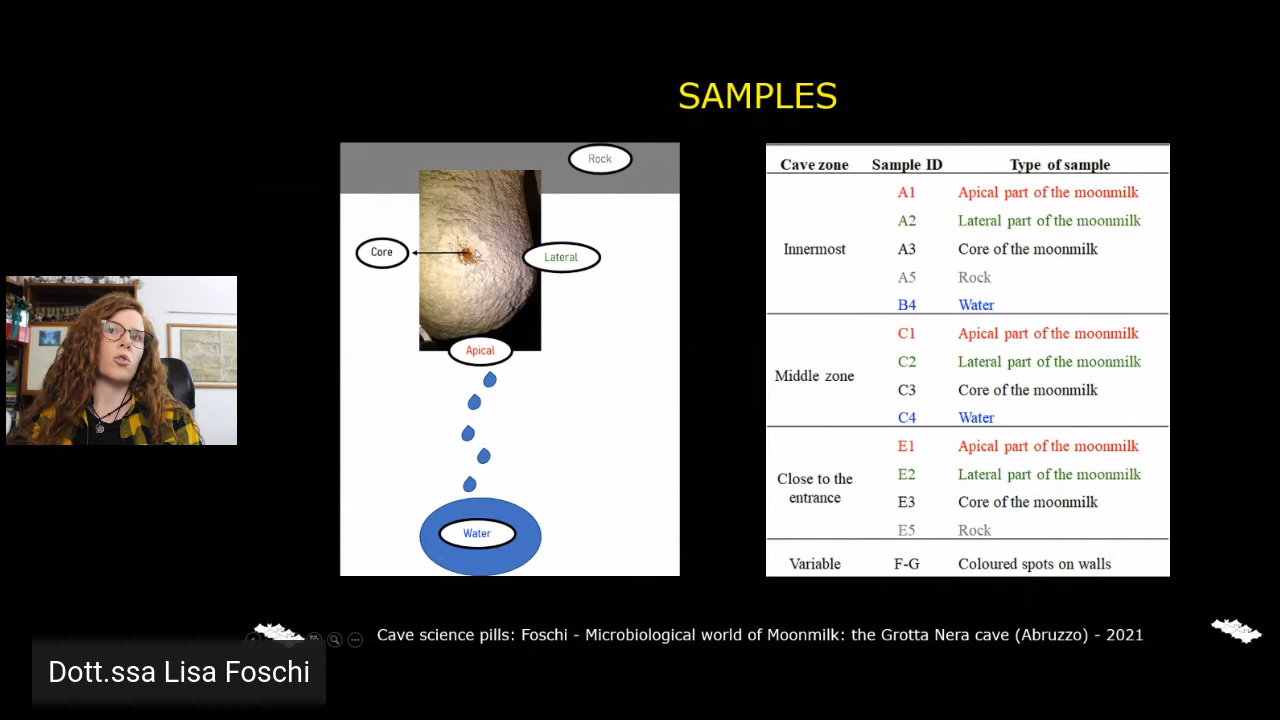 SAMPLES
Rock
Core
Lateral
Apical
Water
Cave zone Sample ID Type of sample
A1 Apical part of the moonmilk
A2 Lateral part of the moonmilk
Innermost A3 Core of the moonmilk
A5 Rock
B4 Water
C1 Apical part of the moonmilk
C2 Lateral part of the moonmilk
Middle zone
C3 Core of the moonmilk
C4 Water
E1 Apical part of the moonmilk
E2 Lateral part of the moonmilk
Close to the
entrance
E3 Core of the moonmilk
E5 Rock
Variable F-G Coloured spots on walls
Cave science pills: Foschi - Microbiological world of Moonmilk: the Grotta Nera cave (Abruzzo) - 2021
Dott.ssa Lisa Foschi